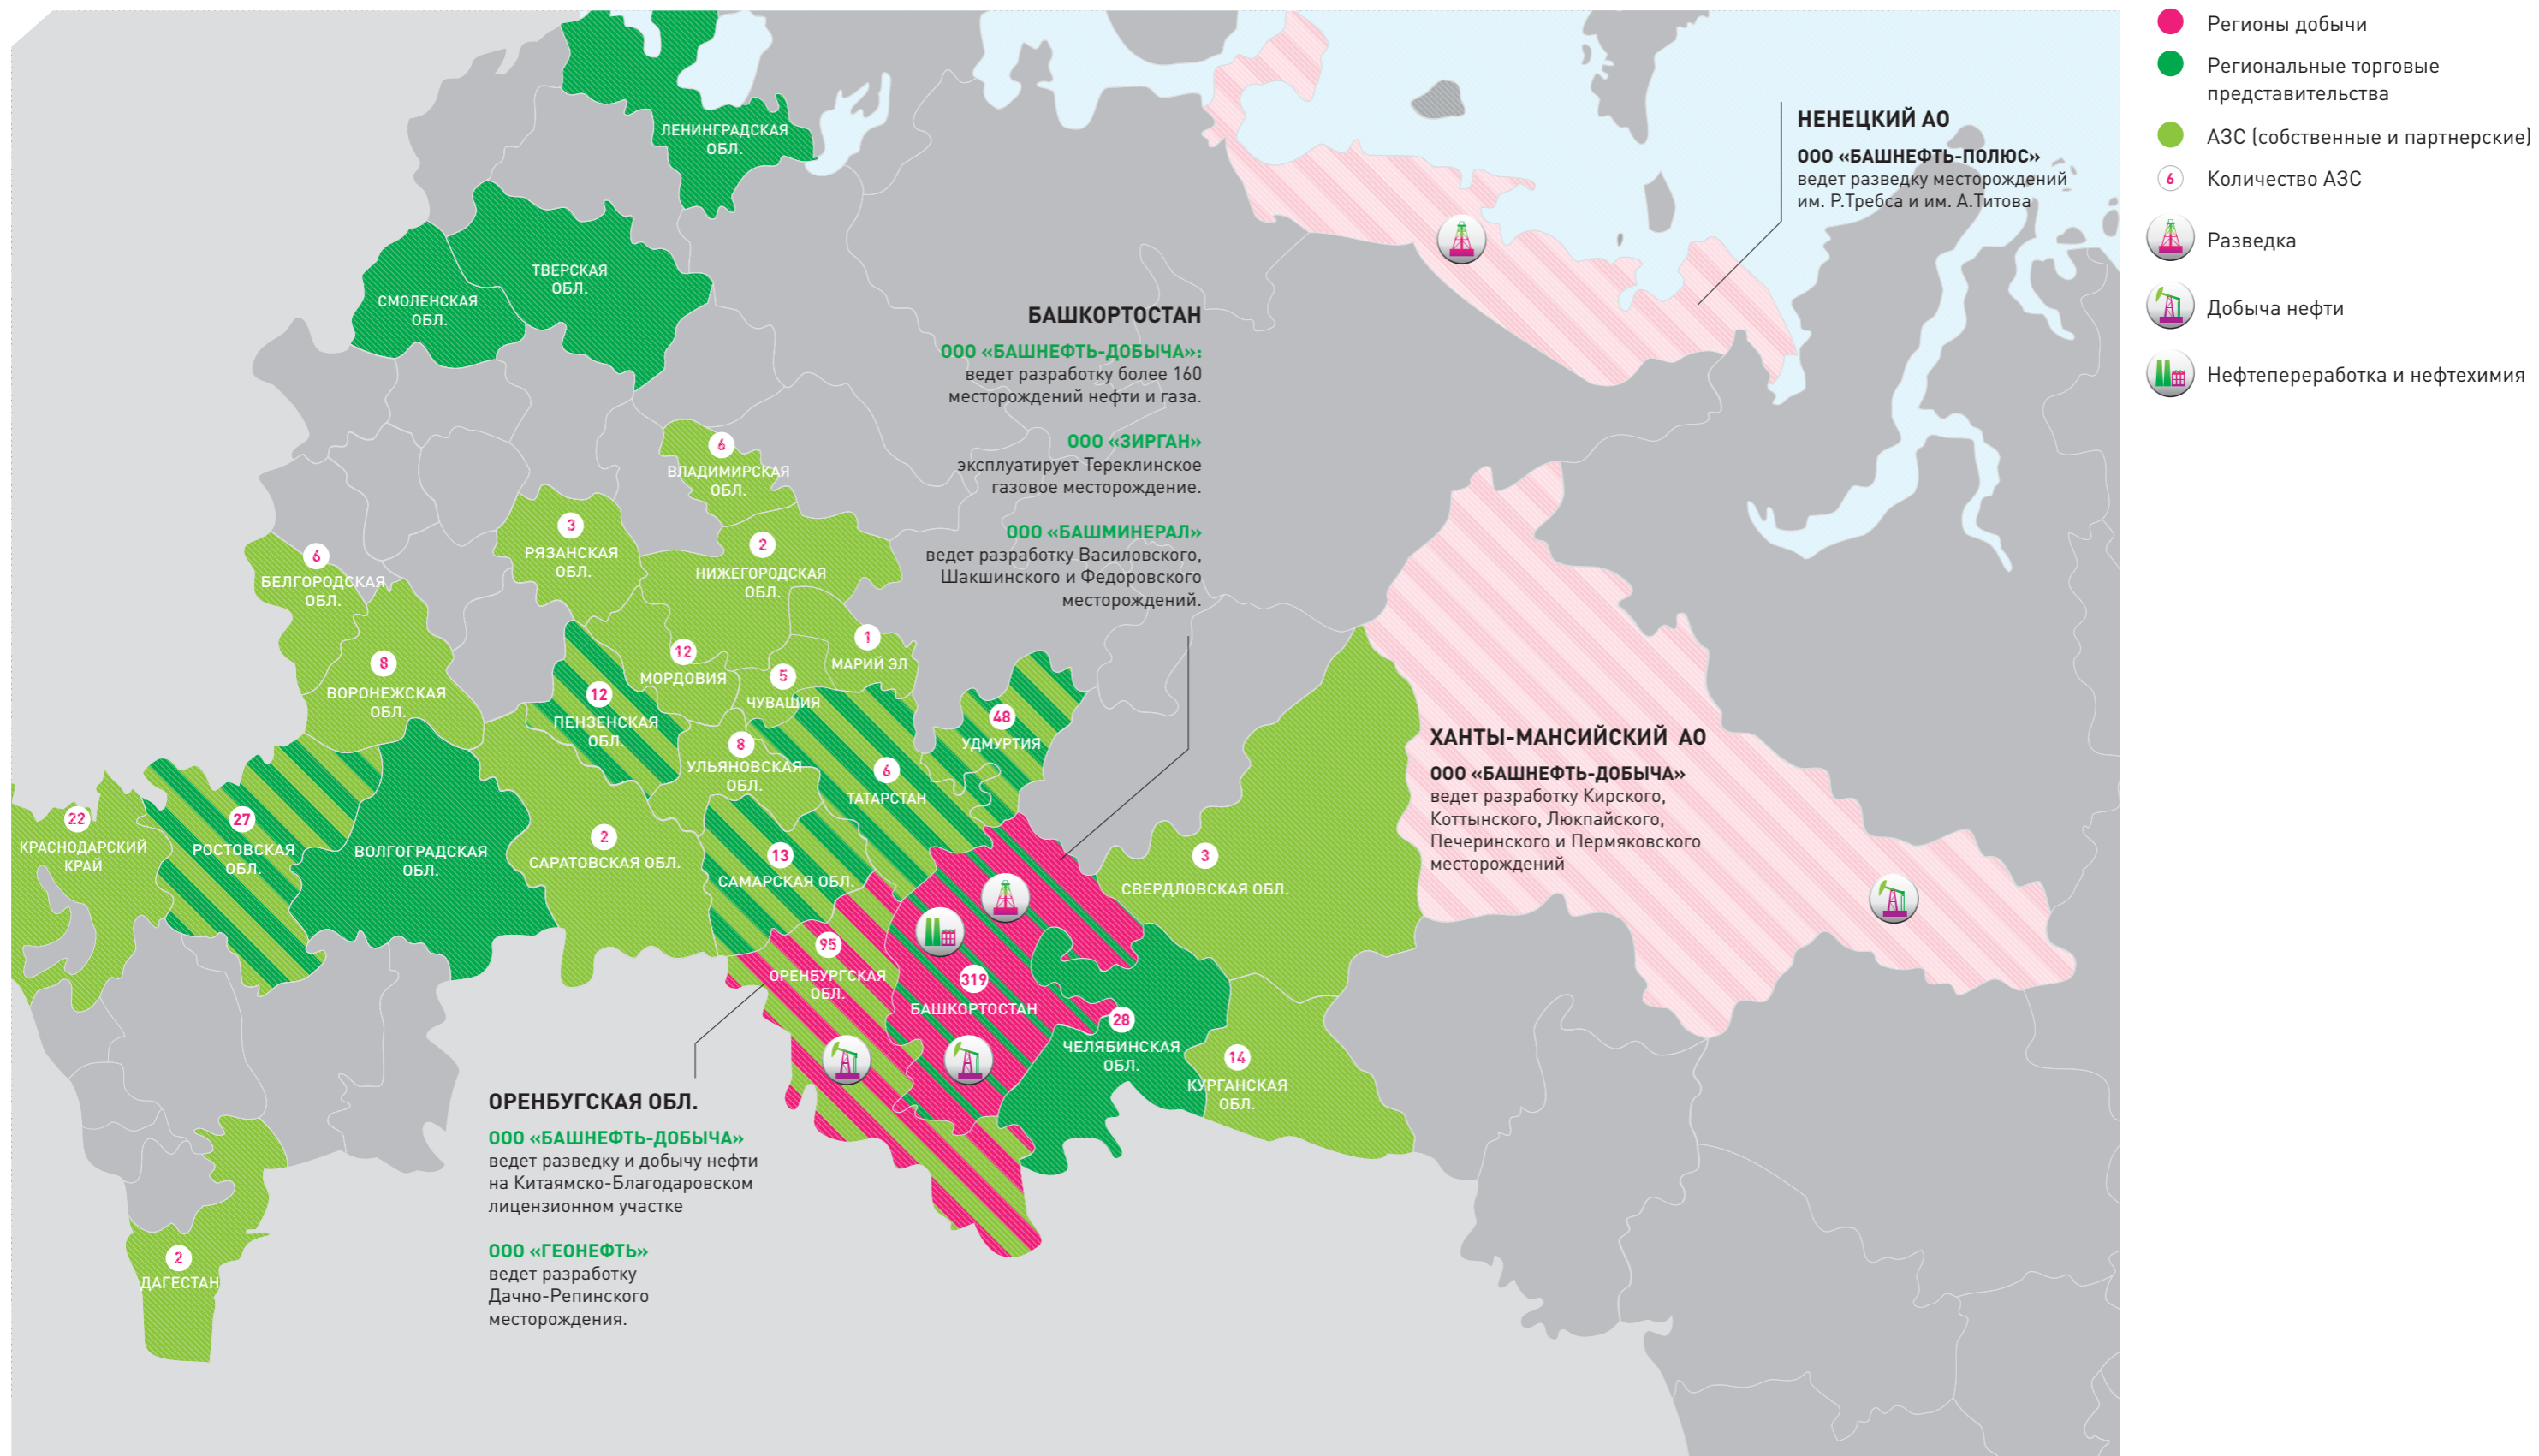 ЛЕНИНГРАДСКАЯ
ОБЛ.
ТВЕРСКАЯ
ОБЛ.
СМОЛЕНСКАЯ
ОБЛ.
НЕНЕЦКИЙ АО
ООО «БАШНЕФТЬ-ПОЛЮС»
ведет разведку месторождений
им. Р.Требса и им. А.Титова
БАШКОРТОСТАН
ООО «БАШНЕФТЬ-ДОБЫЧА»:
ведет разработку более 160
месторождений нефти и газа.
ООО «ЗИРГАН»
эксплуатирует Тереклинское
газовое месторождение.
ООО «БАШМИНЕРАЛ»
ведет разработку Василовского,
Шакшинского и Федоровского
месторождений.
6
ВЛАДИМИРСКАЯ
ОБЛ.
3
РЯЗАНСКАЯ
ОБЛ.
2
НИЖЕГОРОДСКАЯ
ОБЛ.
6
БЕЛГОРОДСКАЯ
ОБЛ.
8
ВОРОНЕЖСКАЯ
ОБЛ.
12
МОРДОВИЯ
1
МАРИЙ ЭЛ
5
ЧУВАШИЯ
12
ПЕНЗЕНСКАЯ
ОБЛ.
8
УЛЬЯНОВСКАЯ
ОБЛ.
48
УДМУРТИЯ
6
ТАТАРСТАН
22
КРАСНОДАРСКИЙ
КРАЙ
27
РОСТОВСКАЯ
ОБЛ.
ВОЛГОГРАДСКАЯ
ОБЛ.
2
САРАТОВСКАЯ ОБЛ.
13
САМАРСКАЯ ОБЛ.
3
СВЕРДЛОВСКАЯ ОБЛ.
ХАНТЫ-МАНСИЙСКИЙ АО
ООО «БАШНЕФТЬ-ДОБЫЧА»
ведет разработку Кирского,
Коттынского, Люкпайского,
Печеринского и Пермяковского
месторождений
95
ОРЕНБУРГСКАЯ
ОБЛ.
319
БАШКОРТОСТАН
28
ЧЕЛЯБИНСКАЯ
ОБЛ.
14
КУРГАНСКАЯ
ОБЛ.
ОРЕНБУГСКАЯ ОБЛ.
ООО «БАШНЕФТЬ-ДОБЫЧА»
ведет разведку и добычу нефти
на Китаямско-Благодаровском
лицензионном участке
ООО «ГЕОНЕФТЬ»
ведет разработку
Дачно-Репинского
месторождения.
2
ДАГЕСТАН
Регионы добычи
Региональные торговые
представительства
АЗС (собственные и партнерские)
6
Количество АЗС
Разведка
Добыча нефти
Нефтепереработка и нефтехимия